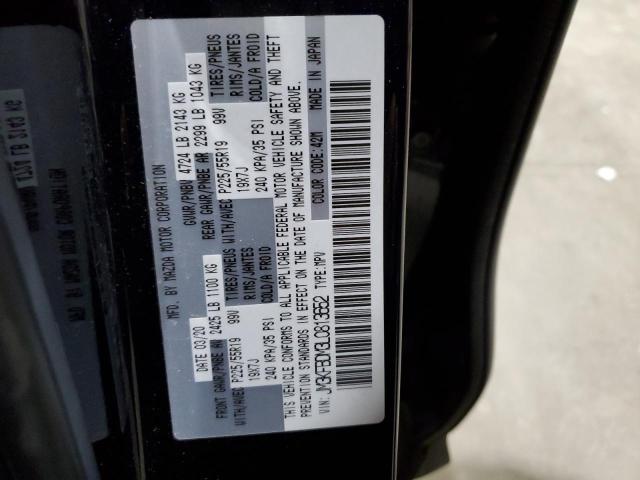 MFD. BY MAZDA MOTOR CORPORATION
DATE 03/20 GVWR/PNBV 4724 LB 2143 KG
FRONT GAWR/PNBE AV 2425 LB 1100 KG REAR GAWR/PNBE AR 2299 LB 1043 KG
WITH/AVEC P225/55R19 99V TIRES/PNEUS WITH/AVEC P225/55R19 99V TIRES/PNEUS
19X7J RIMS/JANTES 19X7J RIMS/JANTES
240 KPA/35 PSI COLD/A FROID 240 KPA/35 PSI COLD/A FROID
THIS VEHICLE CONFORMS TO ALL APPLICABLE FEDERAL MOTOR VEHICLE SAFETY AND THEFT
PREVENTION STANDARDS IN EFFECT ON THE DATE OF MANUFACTURE SHOWN ABOVE.
VIN: TYPE: MPV COLOR CODE: 42M MADE IN JAPAN